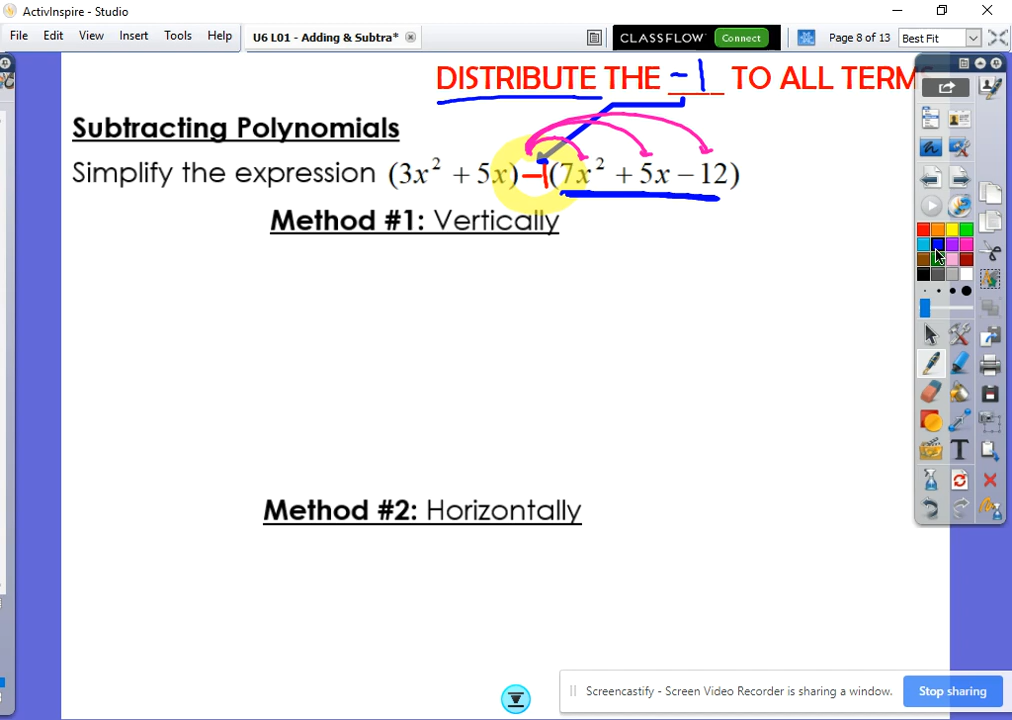 ActivInspire - Studio
File Edit View Insert Tools Help U6 L01 - Adding & Subtra* CLASSFLOW Connect Page 8 of 13 Best Fit
DISTRIBUTE THE -1 TO ALL TERMS
Subtracting Polynomials
Simplify the expression (3x² + 5x) -1(7x² + 5x - 12)
Method #1: Vertically
Method #2: Horizontally
Screencastify - Screen Video Recorder is sharing a window. Stop sharing